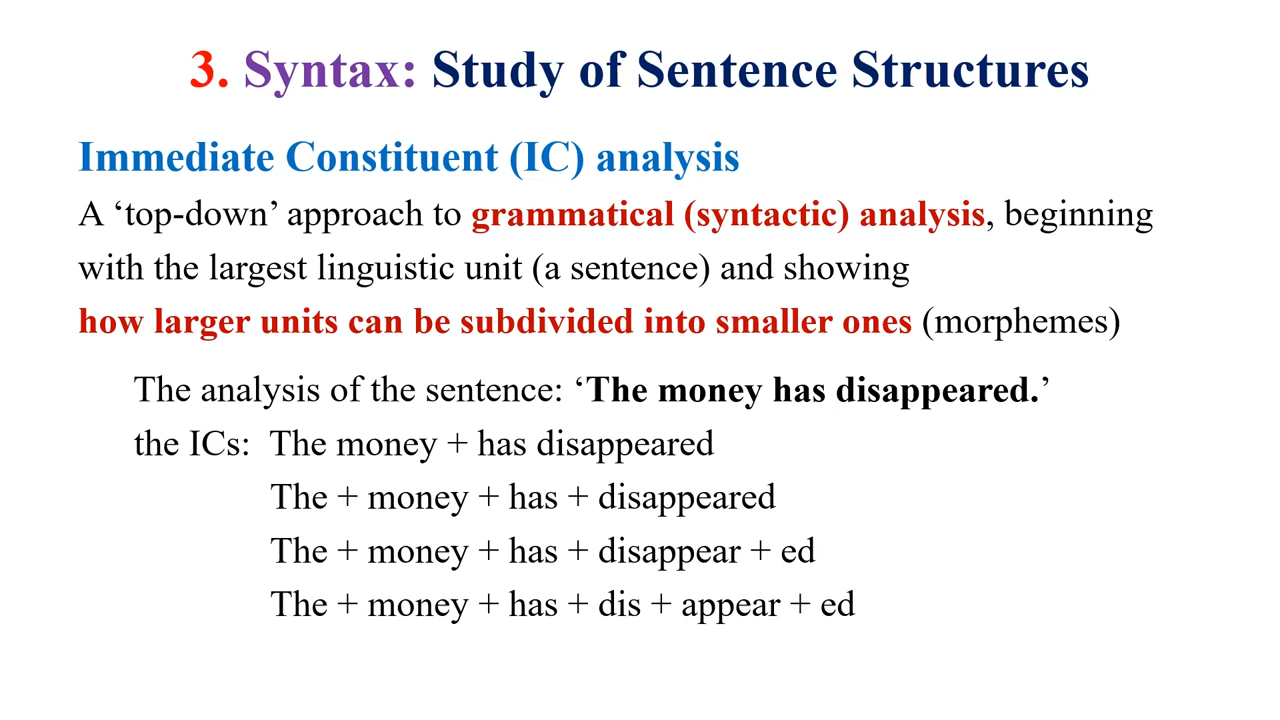 3. Syntax: Study of Sentence Structures
Immediate Constituent (IC) analysis
A ‘top-down’ approach to grammatical (syntactic) analysis, beginning
with the largest linguistic unit (a sentence) and showing
how larger units can be subdivided into smaller ones (morphemes)
The analysis of the sentence: ‘The money has disappeared.’
the ICs: The money + has disappeared
The + money + has + disappeared
The + money + has + disappear + ed
The + money + has + dis + appear + ed